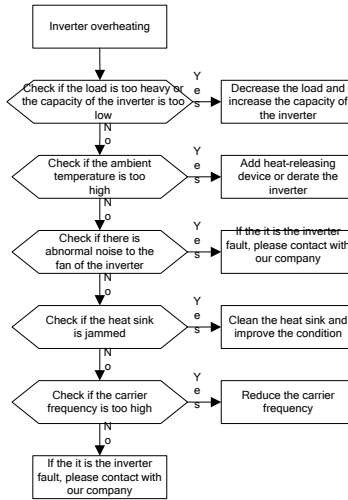 Inverter overheating
Check if the load is too heavy or
the capacity of the inverter is too
low
Yes
Decrease the load and
increase the capacity of
the inverter
No
Check if the ambient
temperature is too
high
Yes
Add heat-releasing
device or derate the
inverter
No
Check if there is
abnormal noise to the
fan of the inverter
Yes
If the it is the inverter
fault, please contact with
our company
No
Check if the heat sink
is jammed
Yes
Clean the heat sink and
improve the condition
No
Check if the carrier
frequency is too high
Yes
Reduce the carrier
frequency
No
If the it is the inverter
fault, please contact with
our company